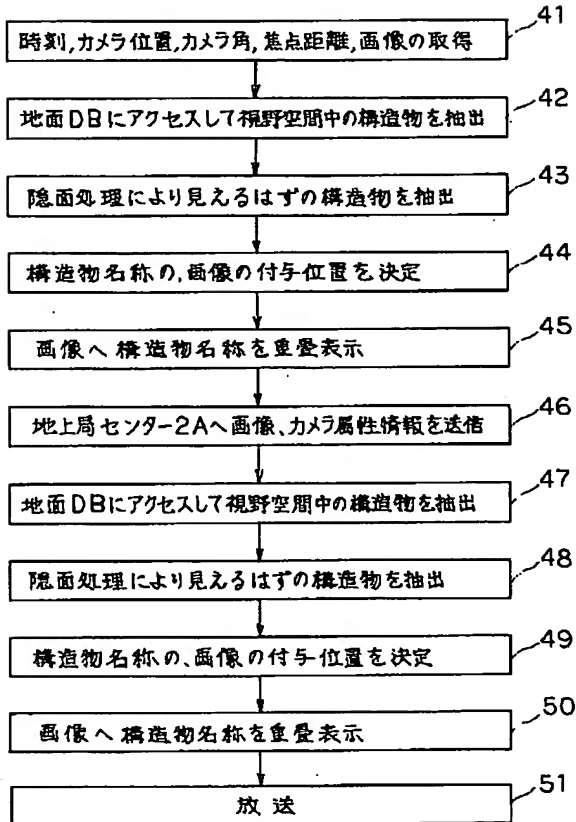 41
時刻,カメラ位置,カメラ角,焦点距離,画像の取得
42
地面DBにアクセスして視野空間中の構造物を抽出
43
隠面処理により見えるはずの構造物を抽出
44
構造物名称の、画像の付与位置を決定
45
画像へ構造物名称を重畳表示
46
地上局センター2Aへ画像、カメラ属性情報を送信
47
地面DBにアクセスして視野空間中の構造物を抽出
48
隠面処理により見えるはずの構造物を抽出
49
構造物名称の、画像の付与位置を決定
50
画像へ構造物名称を重畳表示
51
放送